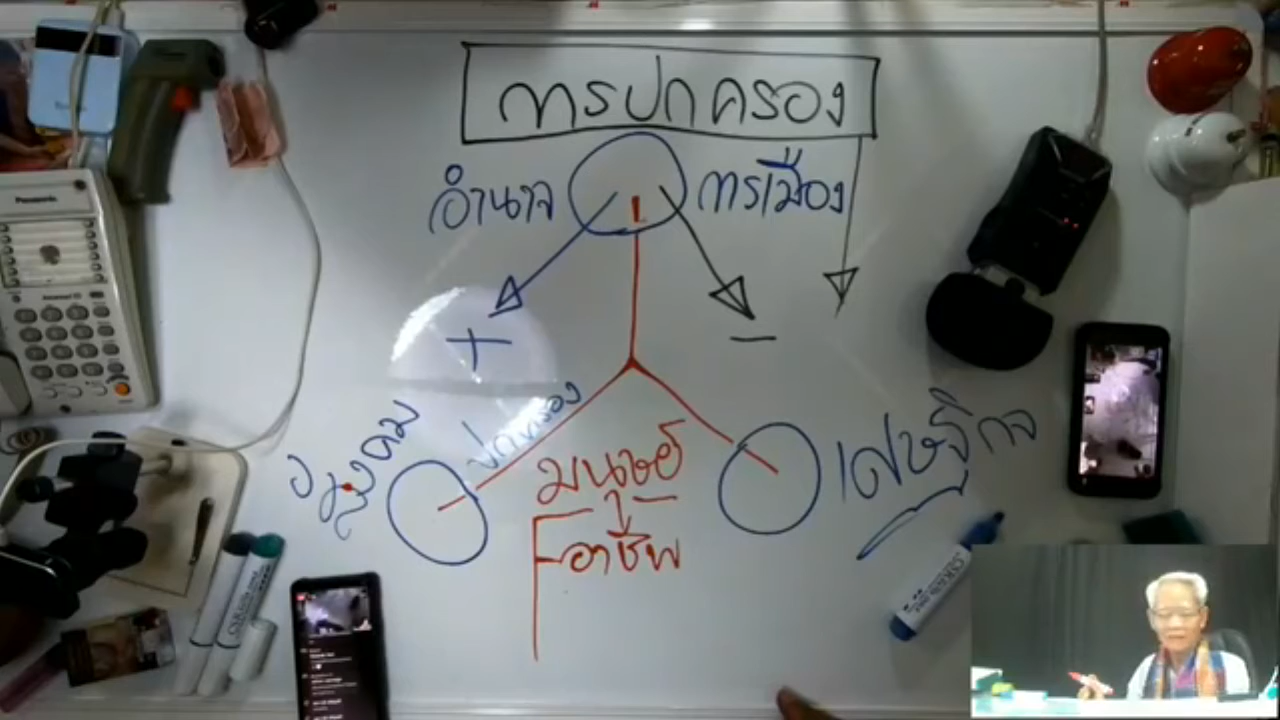 การปกครอง
อำนาจ
การเมือง
+
−
ปกครอง
สังคม
มนุษย์
อาชีพ
เศษฐกิจ
Panasonic